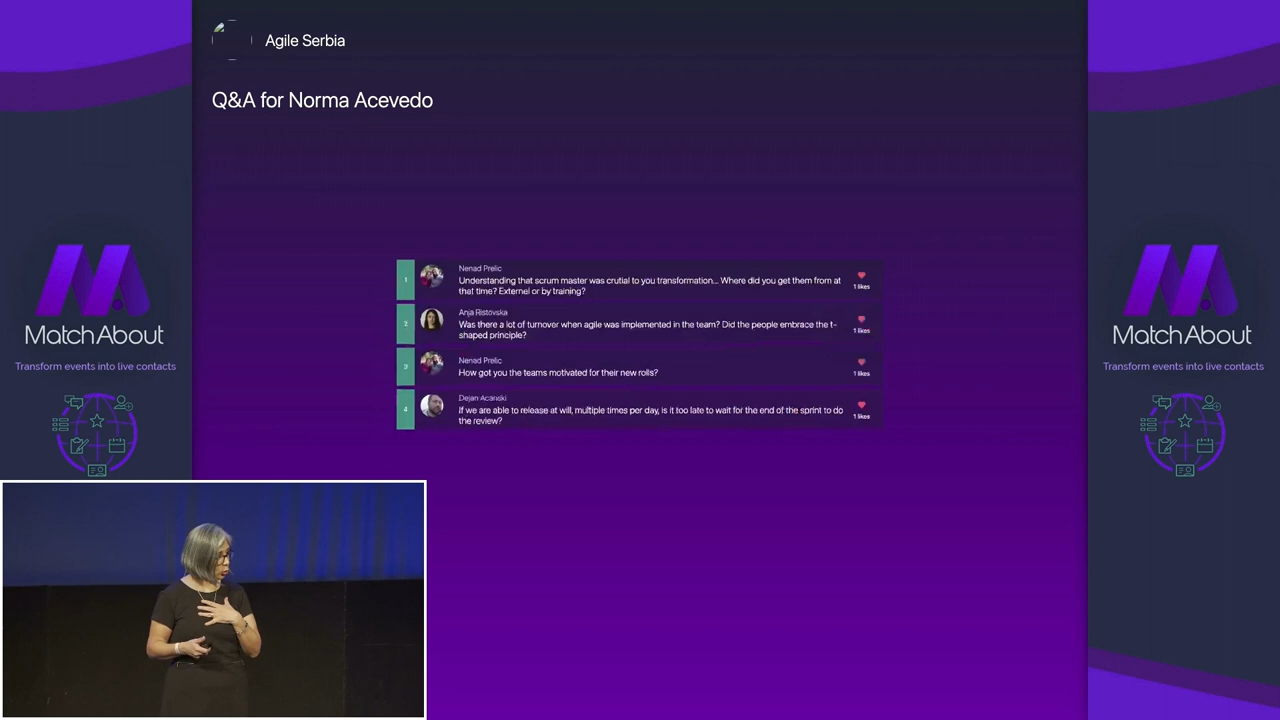 Agile Serbia
Q&A for Norma Acevedo
1
Nenad Prelic
Understanding that scrum master was crutial to you transformation... Where did you get them from at
that time? Externel or by training?
1 likes
2
Anja Ristovska
Was there a lot of turnover when agile was implemented in the team? Did the people embrace the t-
shaped principle?
1 likes
3
Nenad Prelic
How got you the teams motivated for their new rolls?
1 likes
4
Dejan Acanski
If we are able to release at will, multiple times per day, is it too late to wait for the end of the sprint to do
the review?
1 likes
MatchAbout
Transform events into live contacts
MatchAbout
Transform events into live contacts